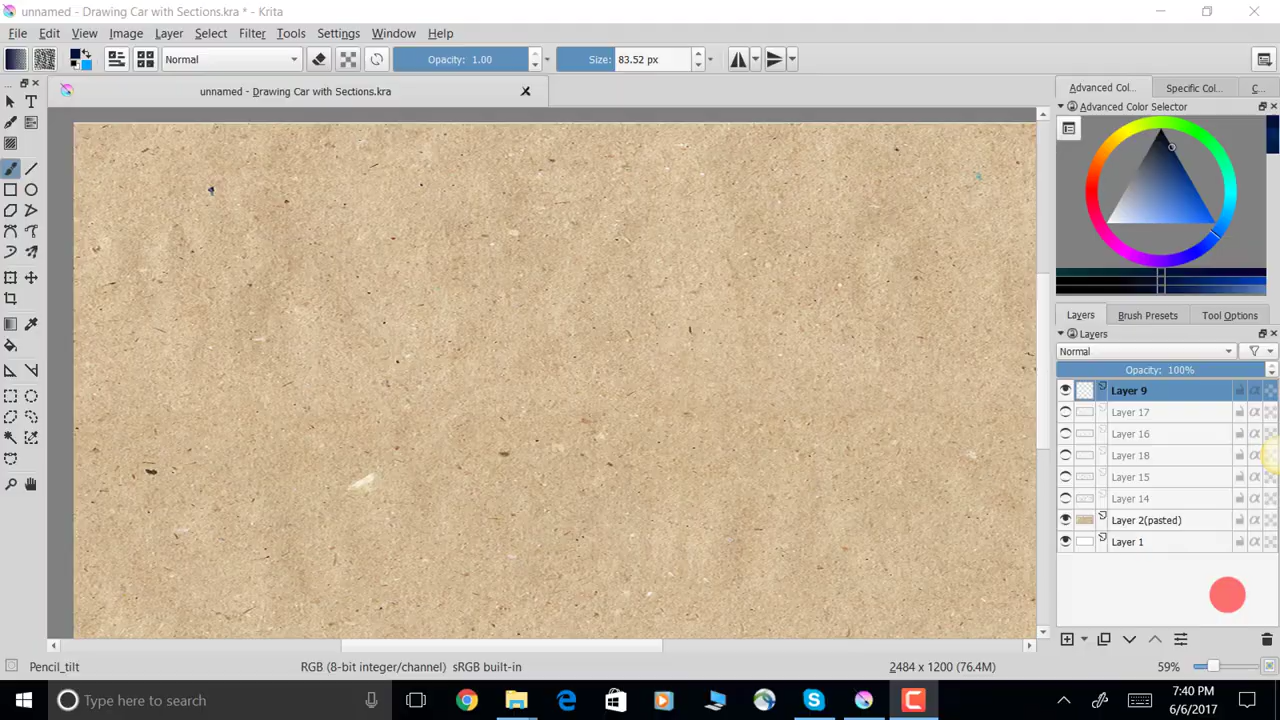 unnamed - Drawing Car with Sections.kra * - Krita
File Edit View Image Layer Select Filter Tools Settings Window Help
Normal Opacity: 1.00 Size: 83.52 px
unnamed - Drawing Car with Sections.kra
Advanced Col... Specific Col... C...
Advanced Color Selector
Layers Brush Presets Tool Options
Layers
Normal
Opacity: 100%
Layer 9
Layer 17
Layer 16
Layer 18
Layer 15
Layer 14
Layer 2(pasted)
Layer 1
Pencil_tilt RGB (8-bit integer/channel) sRGB built-in 2484 x 1200 (76.4M) 59%
Type here to search
7:40 PM
6/6/2017